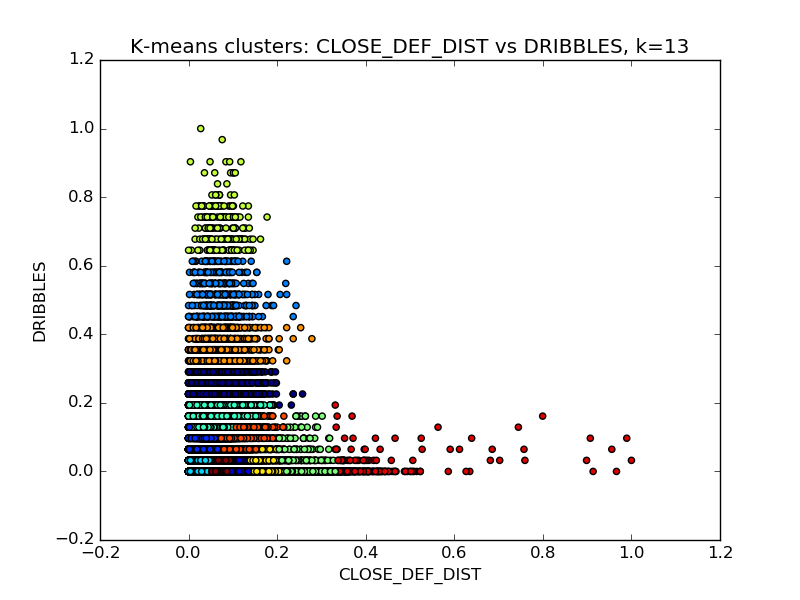 K-means clusters: CLOSE_DEF_DIST vs DRIBBLES, k=13
1.2
1.0
0.8
0.6
0.4
0.2
0.0
−0.2
DRIBBLES
−0.2 0.0 0.2 0.4 0.6 0.8 1.0 1.2
CLOSE_DEF_DIST